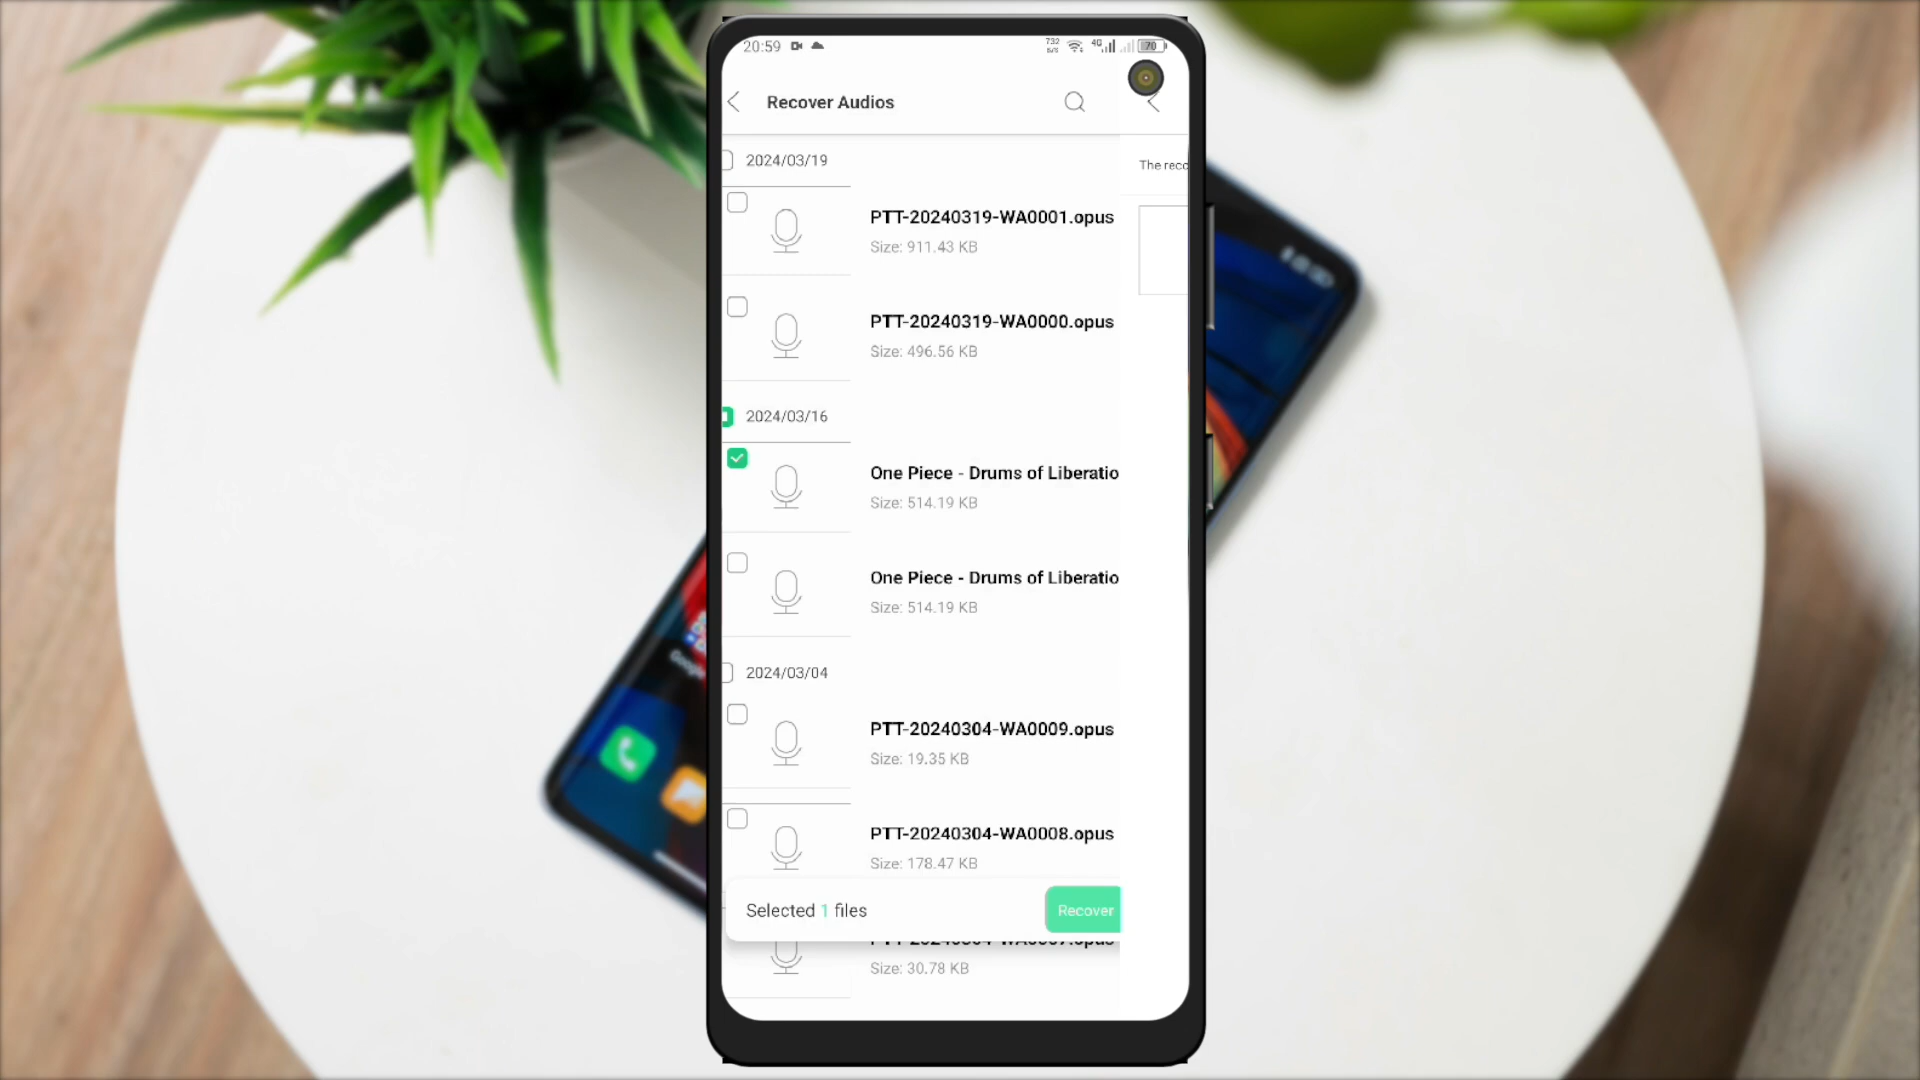 20:59
732
B/s
4G
70
Recover Audios
The reco
2024/03/19
PTT-20240319-WA0001.opus
Size: 911.43 KB
PTT-20240319-WA0000.opus
Size: 496.56 KB
2024/03/16
One Piece - Drums of Liberatio
Size: 514.19 KB
One Piece - Drums of Liberatio
Size: 514.19 KB
2024/03/04
PTT-20240304-WA0009.opus
Size: 19.35 KB
PTT-20240304-WA0008.opus
Size: 178.47 KB
Selected 1 files
Recover
Size: 30.78 KB